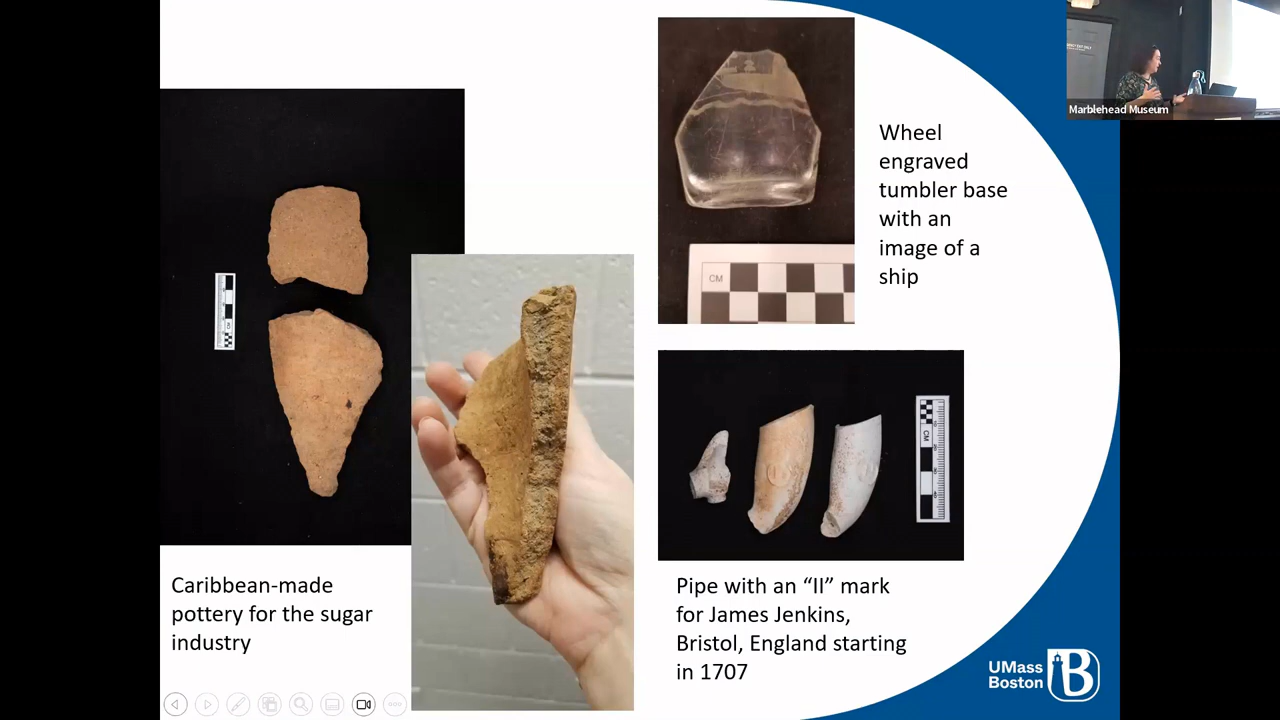 Caribbean-made
pottery for the sugar
industry
Wheel
engraved
tumbler base
with an
image of a
ship
CM
CM
Pipe with an “II” mark
for James Jenkins,
Bristol, England starting
in 1707
UMass
Boston
B
Marblehead Museum